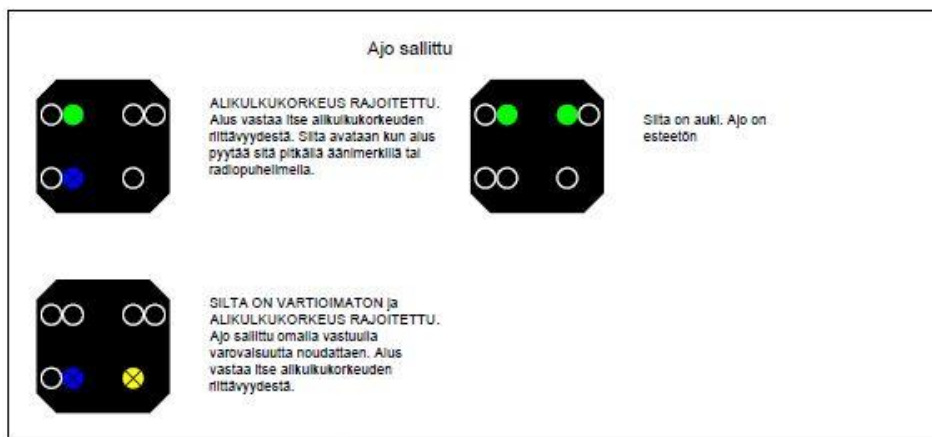 Ajo sallittu
ALIKULKUKORKEUS RAJOITETTU.
Alus vastaa itse alikulkukorkeuden
riittävyydestä. Silta avataan kun alus
pyytää sitä pitkällä äänimerkillä tai
radiopuhelimella.
Silta on auki. Ajo on
esteetön
SILTA ON VARTIOIMATON ja
ALIKULKUKORKEUS RAJOITETTU.
Ajo sallittu omalla vastuulla
varovaisuutta noudattaen. Alus
vastaa itse alikulkukorkeuden
riittävyydestä.